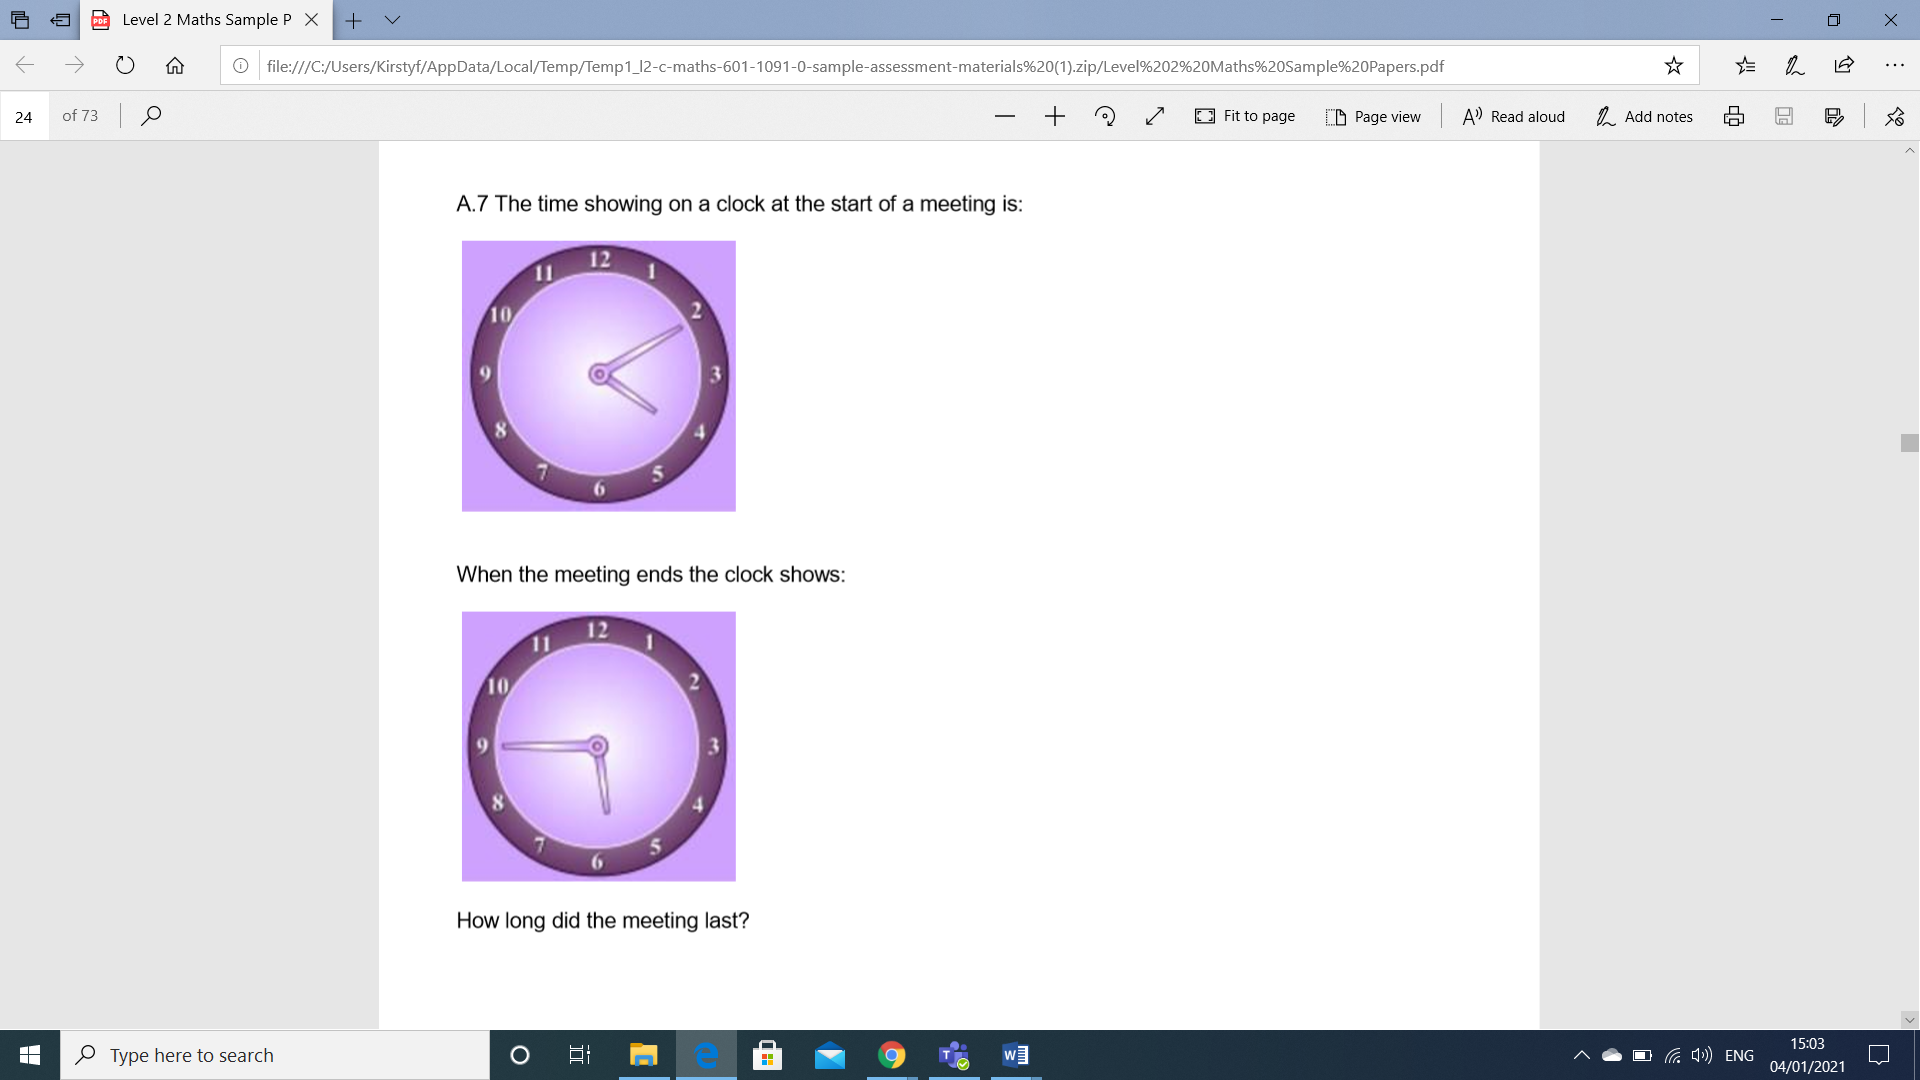 Level 2 Maths Sample P
file:///C:/Users/Kirstyf/AppData/Local/Temp/Temp1_l2-c-maths-601-1091-0-sample-assessment-materials%20(1).zip/Level%202%20Maths%20Sample%20Papers.pdf
24 of 73
Fit to page
Page view
Read aloud
Add notes
A.7 The time showing on a clock at the start of a meeting is:
12
1
2
3
4
5
6
7
8
9
10
11
When the meeting ends the clock shows:
12
1
2
3
4
5
6
7
8
9
10
11
How long did the meeting last?
Type here to search
ENG
15:03
04/01/2021